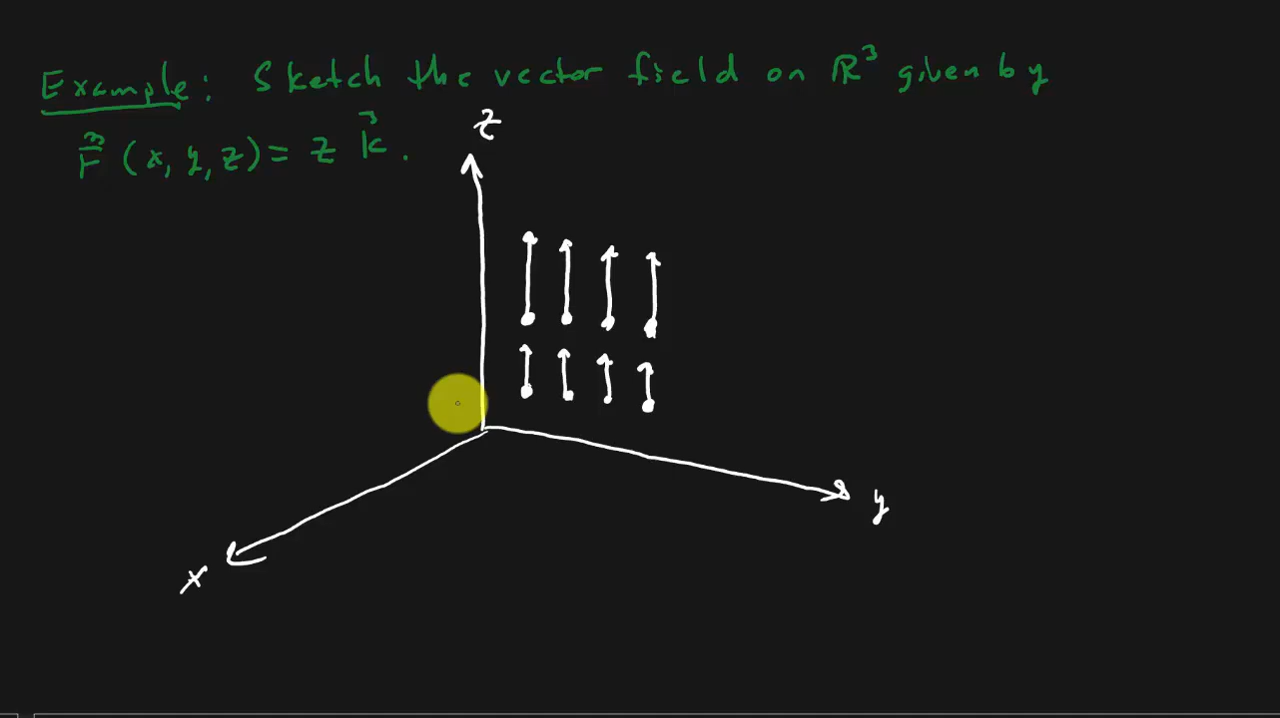 Example: Sketch the vector field on ℝ³ given by
F⃗(x, y, z) = z k⃗.
z
y
x